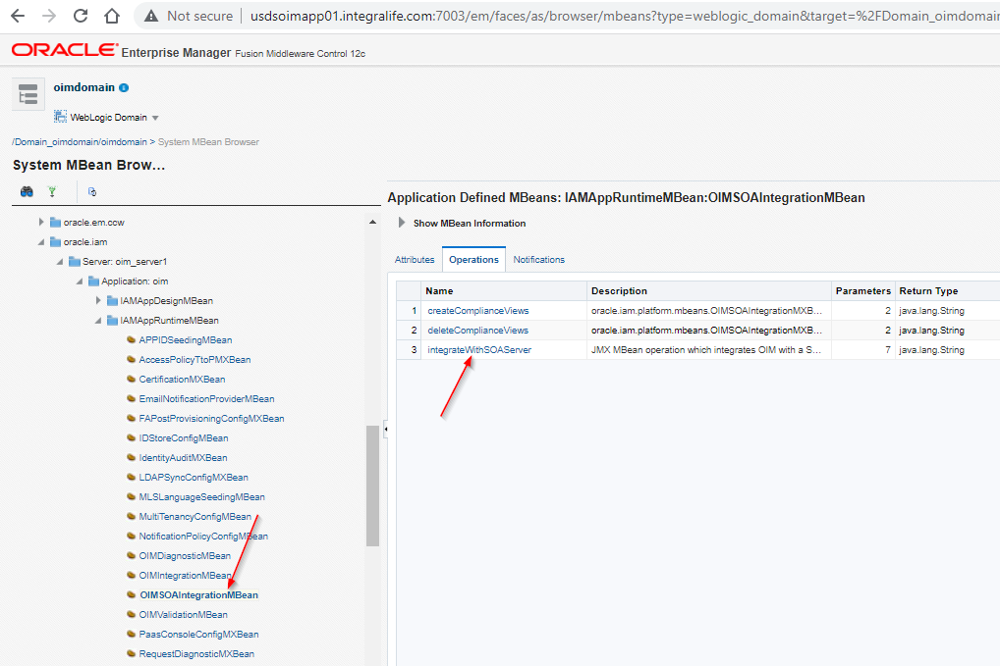 Not secure | usdsoimapp01.integralife.com:7003/em/faces/as/browser/mbeans?type=weblogic_domain&target=%2FDomain_oimdomain
ORACLE® Enterprise Manager Fusion Middleware Control 12c
oimdomain
WebLogic Domain
/Domain_oimdomain/oimdomain > System MBean Browser
System MBean Brow...
oracle.em.ccw
oracle.iam
Server: oim_server1
Application: oim
IAMAppDesignMBean
IAMAppRuntimeMBean
APPIDSeedingMBean
AccessPolicyTtoPMXBean
CertificationMXBean
EmailNotificationProviderMBean
FAPostProvisioningConfigMXBean
IDStoreConfigMBean
IdentityAuditMXBean
LDAPSyncConfigMXBean
MLSLanguageSeedingMBean
MultiTenancyConfigMBean
NotificationPolicyConfigMBean
OIMDiagnosticMBean
OIMIntegrationMBean
OIMSOAIntegrationMBean
OIMValidationMBean
PaasConsoleConfigMXBean
RequestDiagnosticMXBean
Application Defined MBeans: IAMAppRuntimeMBean:OIMSOAIntegrationMBean
Show MBean Information
Attributes Operations Notifications
Name Description Parameters Return Type
1 createComplianceViews oracle.iam.platform.mbeans.OIMSOAIntegrationMXB... 2 java.lang.String
2 deleteComplianceViews oracle.iam.platform.mbeans.OIMSOAIntegrationMXB... 2 java.lang.String
3 integrateWithSOAServer JMX MBean operation which integrates OIM with a S... 7 java.lang.String